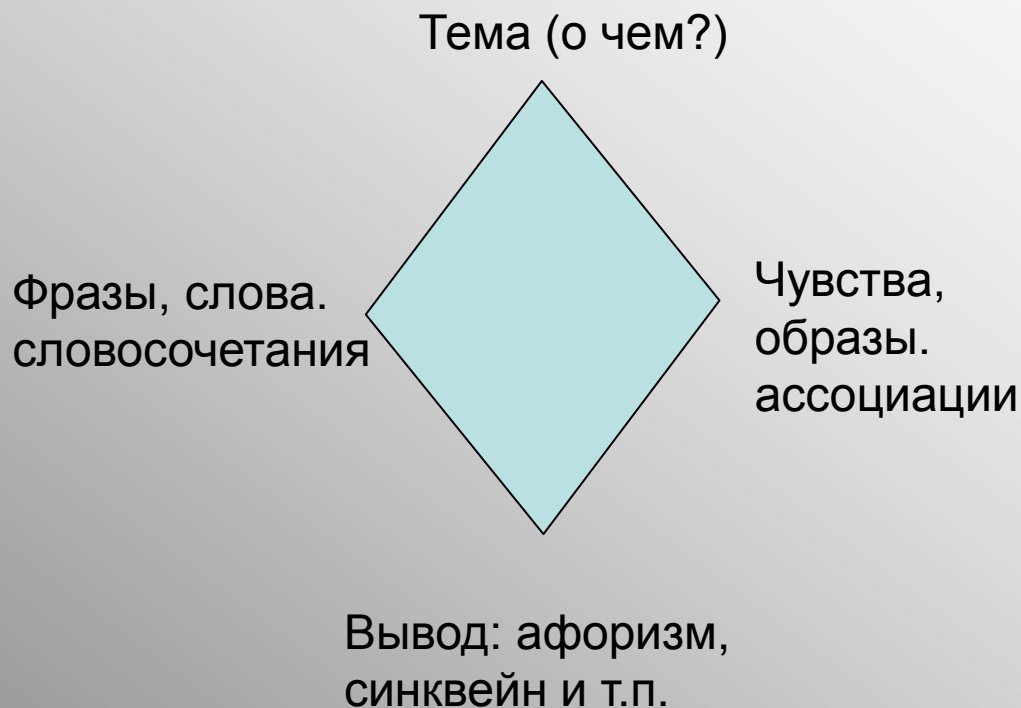 Тема (о чем?)
Фразы, слова.
словосочетания
Чувства,
образы.
ассоциации
Вывод: афоризм,
синквейн и т.п.